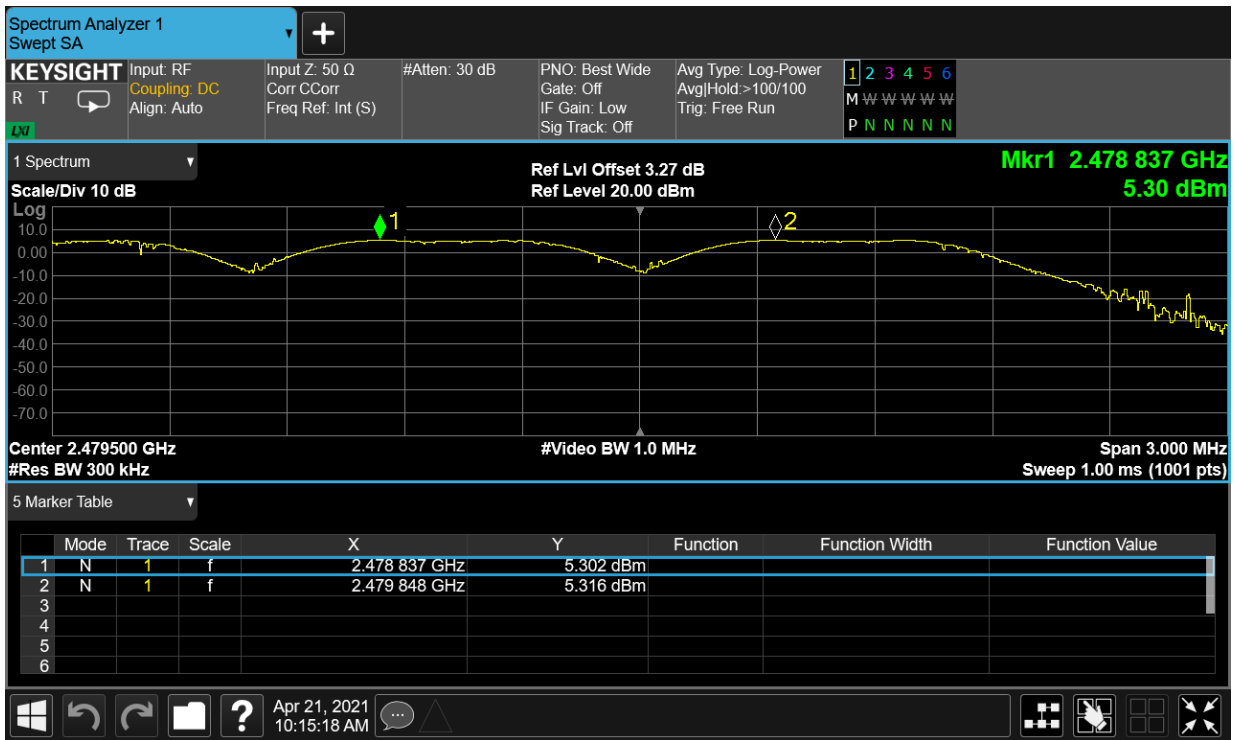 Spectrum Analyzer 1
Swept SA
+
KEYSIGHT Input: RF Input Z: 50 Ω #Atten: 30 dB PNO: Best Wide Avg Type: Log-Power 1 2 3 4 5 6
R T Coupling: DC Corr CCorr Gate: Off Avg|Hold:>100/100 M W W W W W
Align: Auto Freq Ref: Int (S) IF Gain: Low Trig: Free Run
LXI Sig Track: Off P N N N N N
1 Spectrum Ref Lvl Offset 3.27 dB Mkr1 2.478 837 GHz
Scale/Div 10 dB Ref Level 20.00 dBm 5.30 dBm
Log
1 2
10.0
0.00
-10.0
-20.0
-30.0
-40.0
-50.0
-60.0
-70.0
Center 2.479500 GHz #Video BW 1.0 MHz Span 3.000 MHz
#Res BW 300 kHz Sweep 1.00 ms (1001 pts)
5 Marker Table
Mode Trace Scale X Y Function Function Width Function Value
1 N 1 f 2.478 837 GHz 5.302 dBm
2 N 1 f 2.479 848 GHz 5.316 dBm
3
4
5
6
? Apr 21, 2021
10:15:18 AM